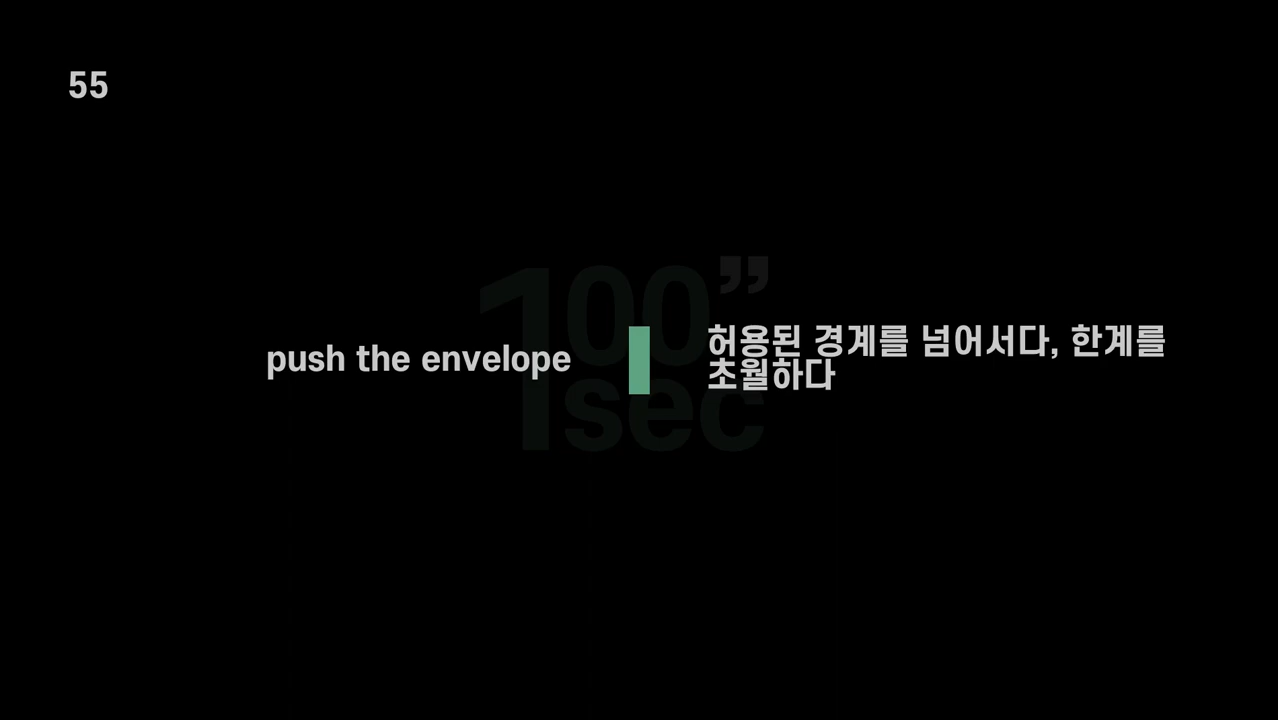 55
100”
1sec
push the envelope
허용된 경계를 넘어서다, 한계를
초월하다